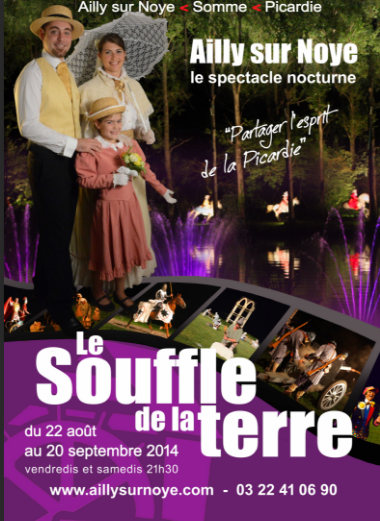 Ailly sur Noye < Somme < Picardie
Ailly sur Noye
le spectacle nocturne
"Partager l'esprit
de la Picardie"
Le
Souffle
de la
terre
du 22 août
au 20 septembre 2014
vendredis et samedis 21h30
www.aillysurnoye.com - 03 22 41 06 90